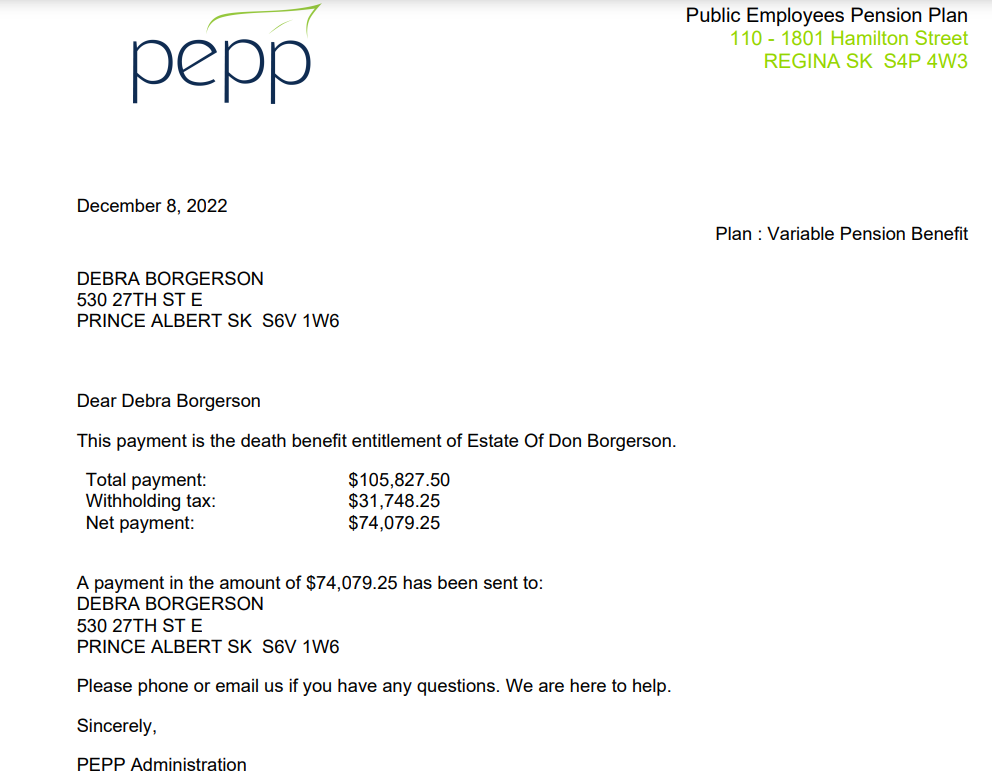 pepp
Public Employees Pension Plan
110 - 1801 Hamilton Street
REGINA SK  S4P 4W3
December 8, 2022
Plan : Variable Pension Benefit
DEBRA BORGERSON
530 27TH ST E
PRINCE ALBERT SK  S6V 1W6
Dear Debra Borgerson
This payment is the death benefit entitlement of Estate Of Don Borgerson.
Total payment: $105,827.50
Withholding tax: $31,748.25
Net payment: $74,079.25
A payment in the amount of $74,079.25 has been sent to:
DEBRA BORGERSON
530 27TH ST E
PRINCE ALBERT SK  S6V 1W6
Please phone or email us if you have any questions. We are here to help.
Sincerely,
PEPP Administration